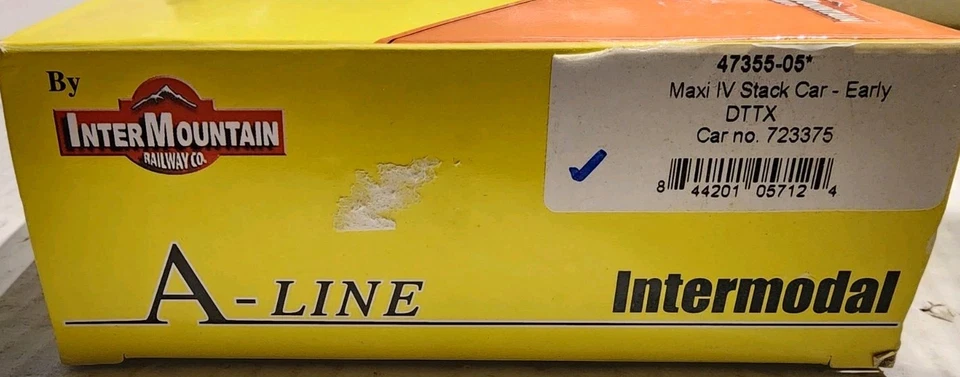 By
INTERMOUNTAIN
RAILWAY CO.
47355-05*
Maxi IV Stack Car - Early
DTTX
Car no. 723375
8 44201 05712 4
A-LINE
Intermodal